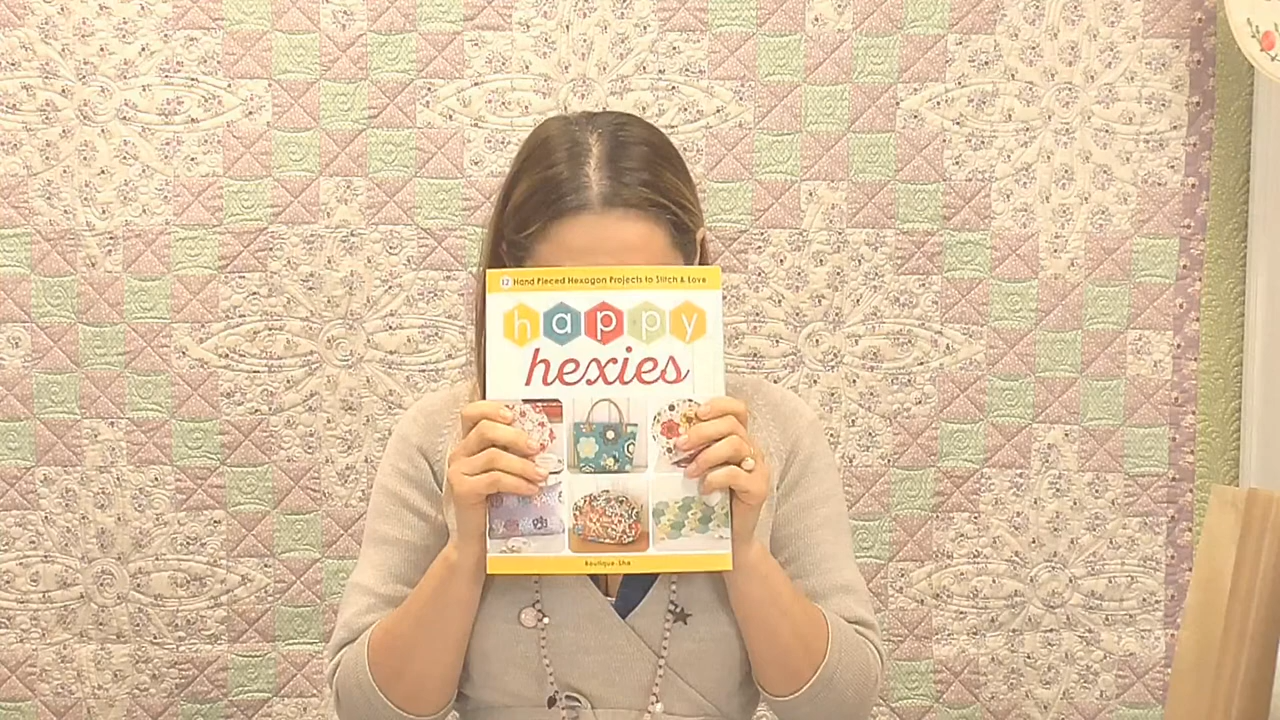 12 Hand Pieced Hexagon Projects to Stitch & Love
happy
hexies
Boutique-Sha